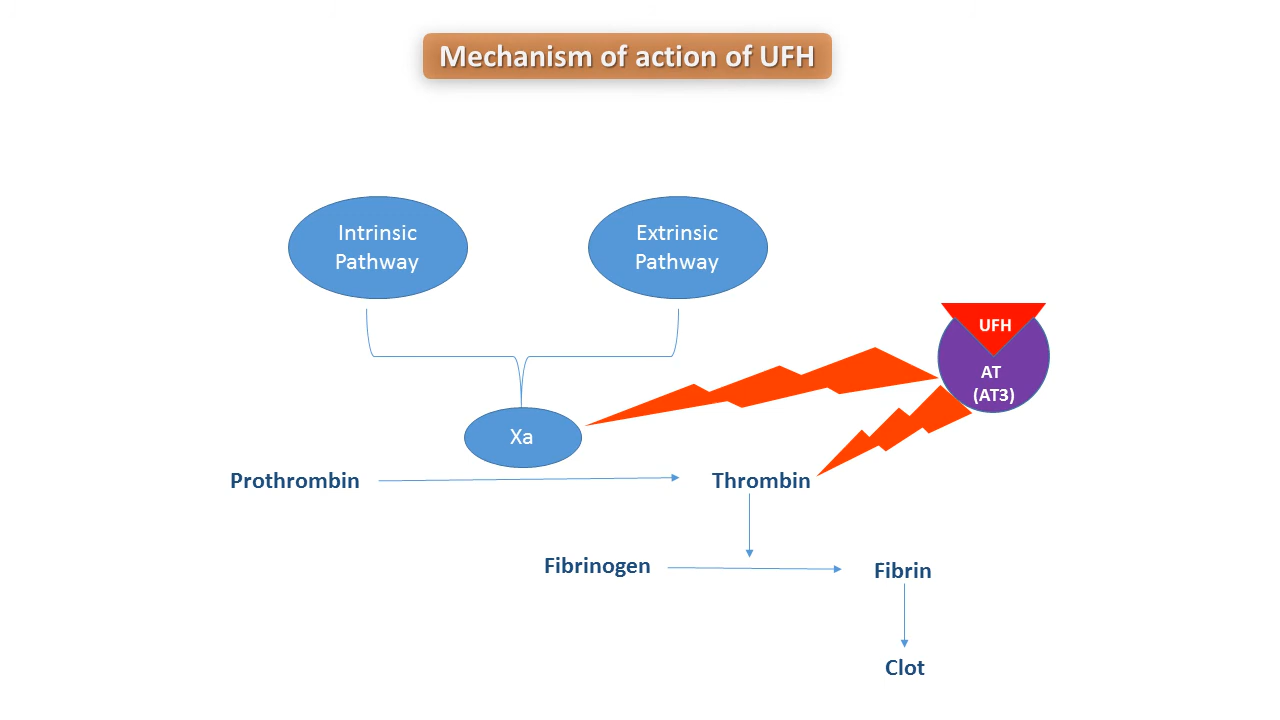 Mechanism of action of UFH
Intrinsic
Pathway
Extrinsic
Pathway
UFH
AT
(AT3)
Xa
Prothrombin
Thrombin
Fibrinogen
Fibrin
Clot